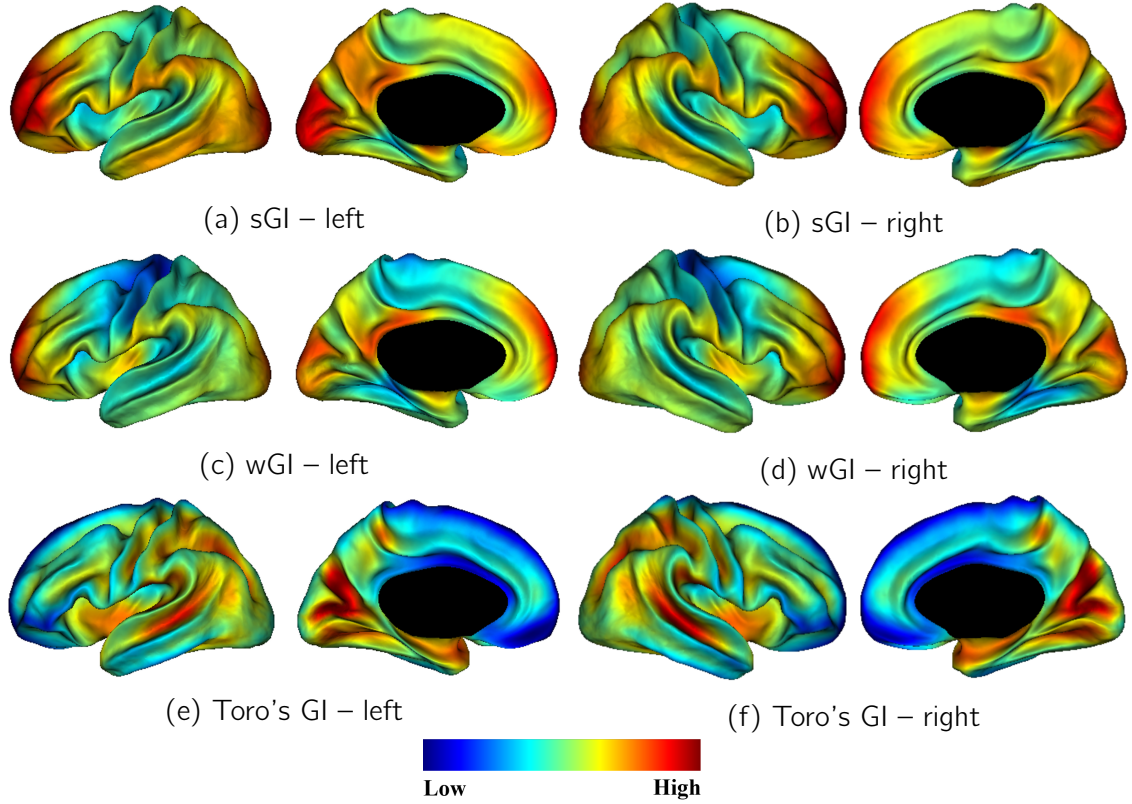 (a) sGI – left
(b) sGI – right
(c) wGI – left
(d) wGI – right
(e) Toro's GI – left
(f) Toro's GI – right
Low High